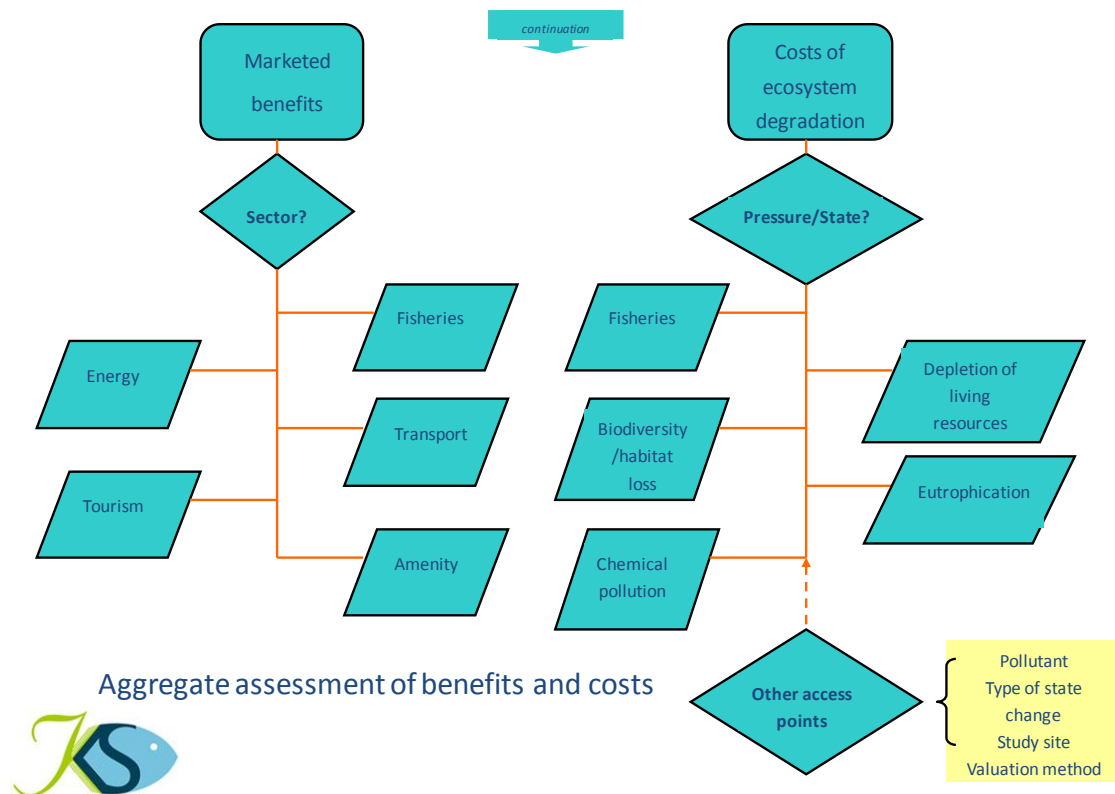 continuation
Marketed
benefits
Costs of
ecosystem
degradation
Sector?
Pressure/State?
Fisheries
Fisheries
Energy
Depletion of
living
resources
Transport
Biodiversity
/habitat
loss
Tourism
Eutrophication
Amenity
Chemical
pollution
Aggregate assessment of benefits and costs
Other access
points
Pollutant
Type of state
change
Study site
Valuation method
KS